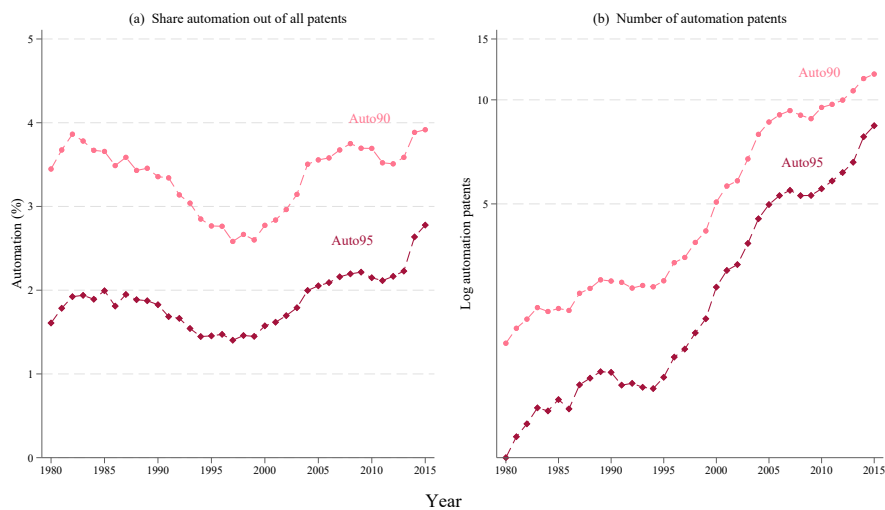 (a) Share automation out of all patents
5
4
3
2
1
0
Automation (%)
Auto90
Auto95
1980 1985 1990 1995 2000 2005 2010 2015
(b) Number of automation patents
15
10
5
Log automation patents
Auto90
Auto95
1980 1985 1990 1995 2000 2005 2010 2015
Year